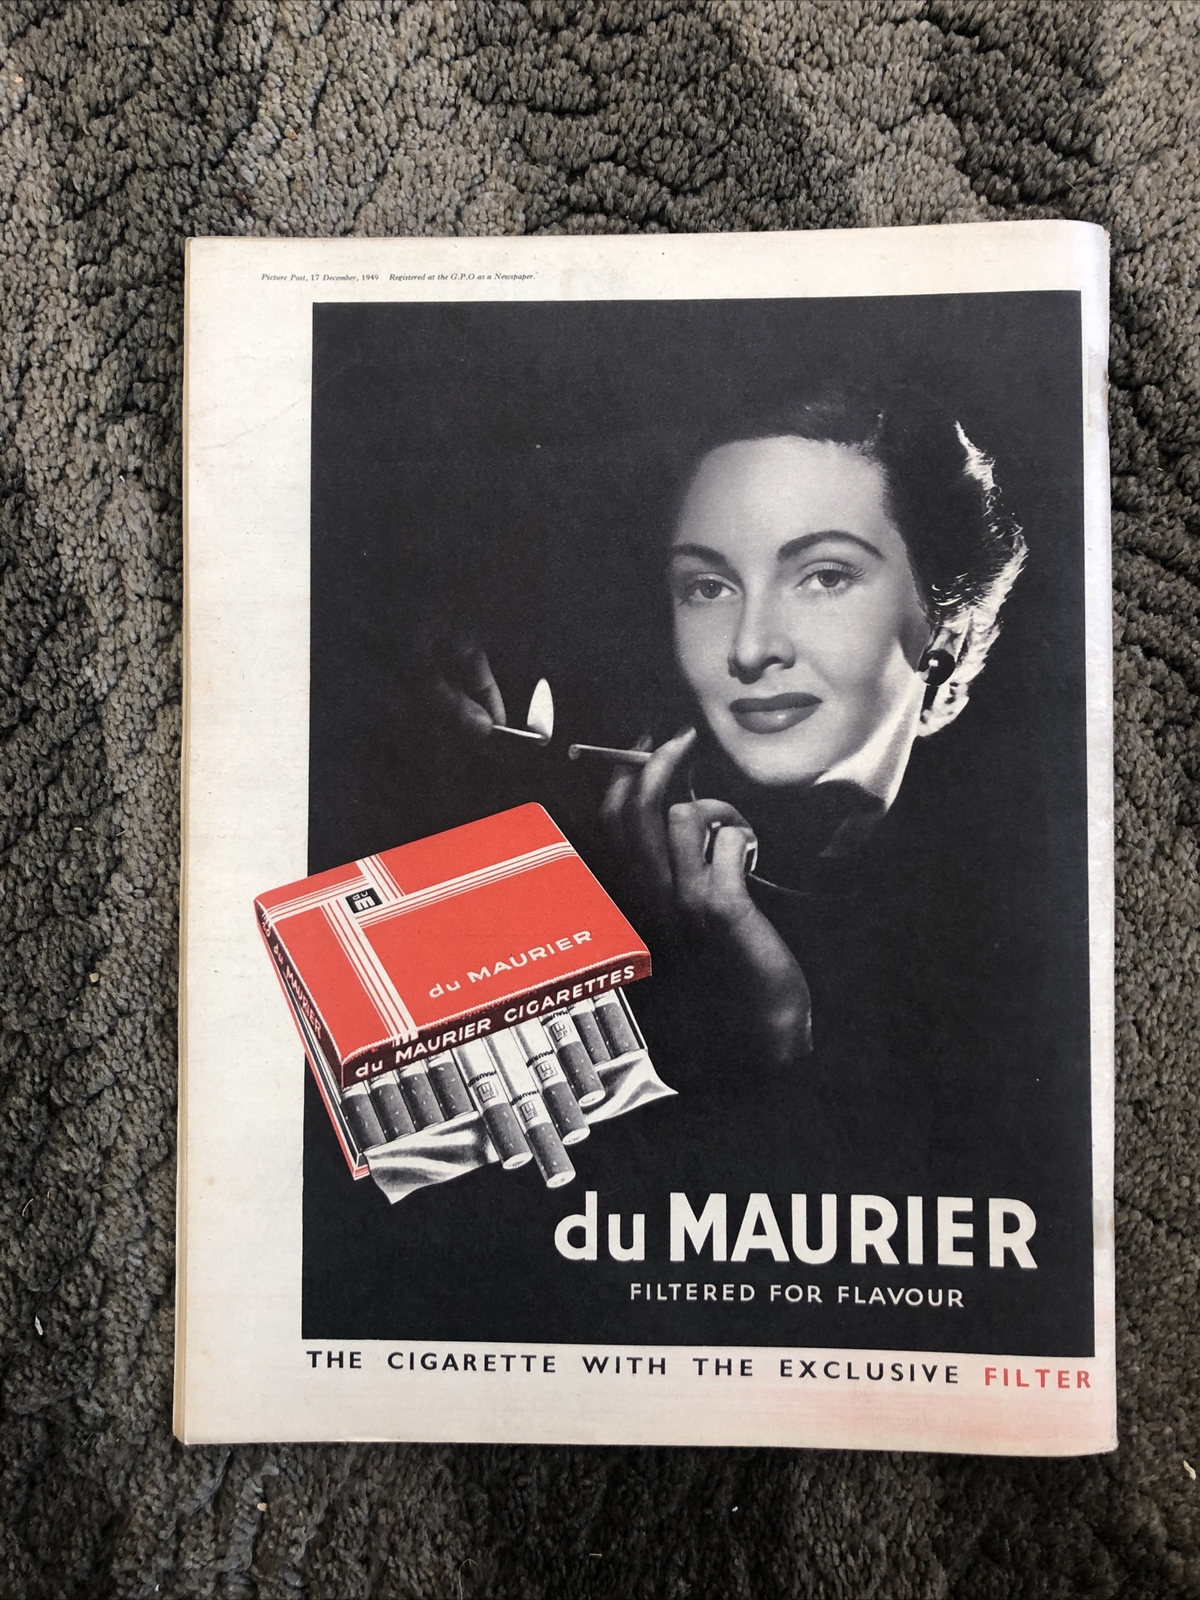 Picture Post, 17 December, 1949 Registered at the G.P.O as a Newspaper.
du M
du MAURIER
du MAURIER
du MAURIER CIGARETTES
du MAURIER
FILTERED FOR FLAVOUR
THE CIGARETTE WITH THE EXCLUSIVE FILTER